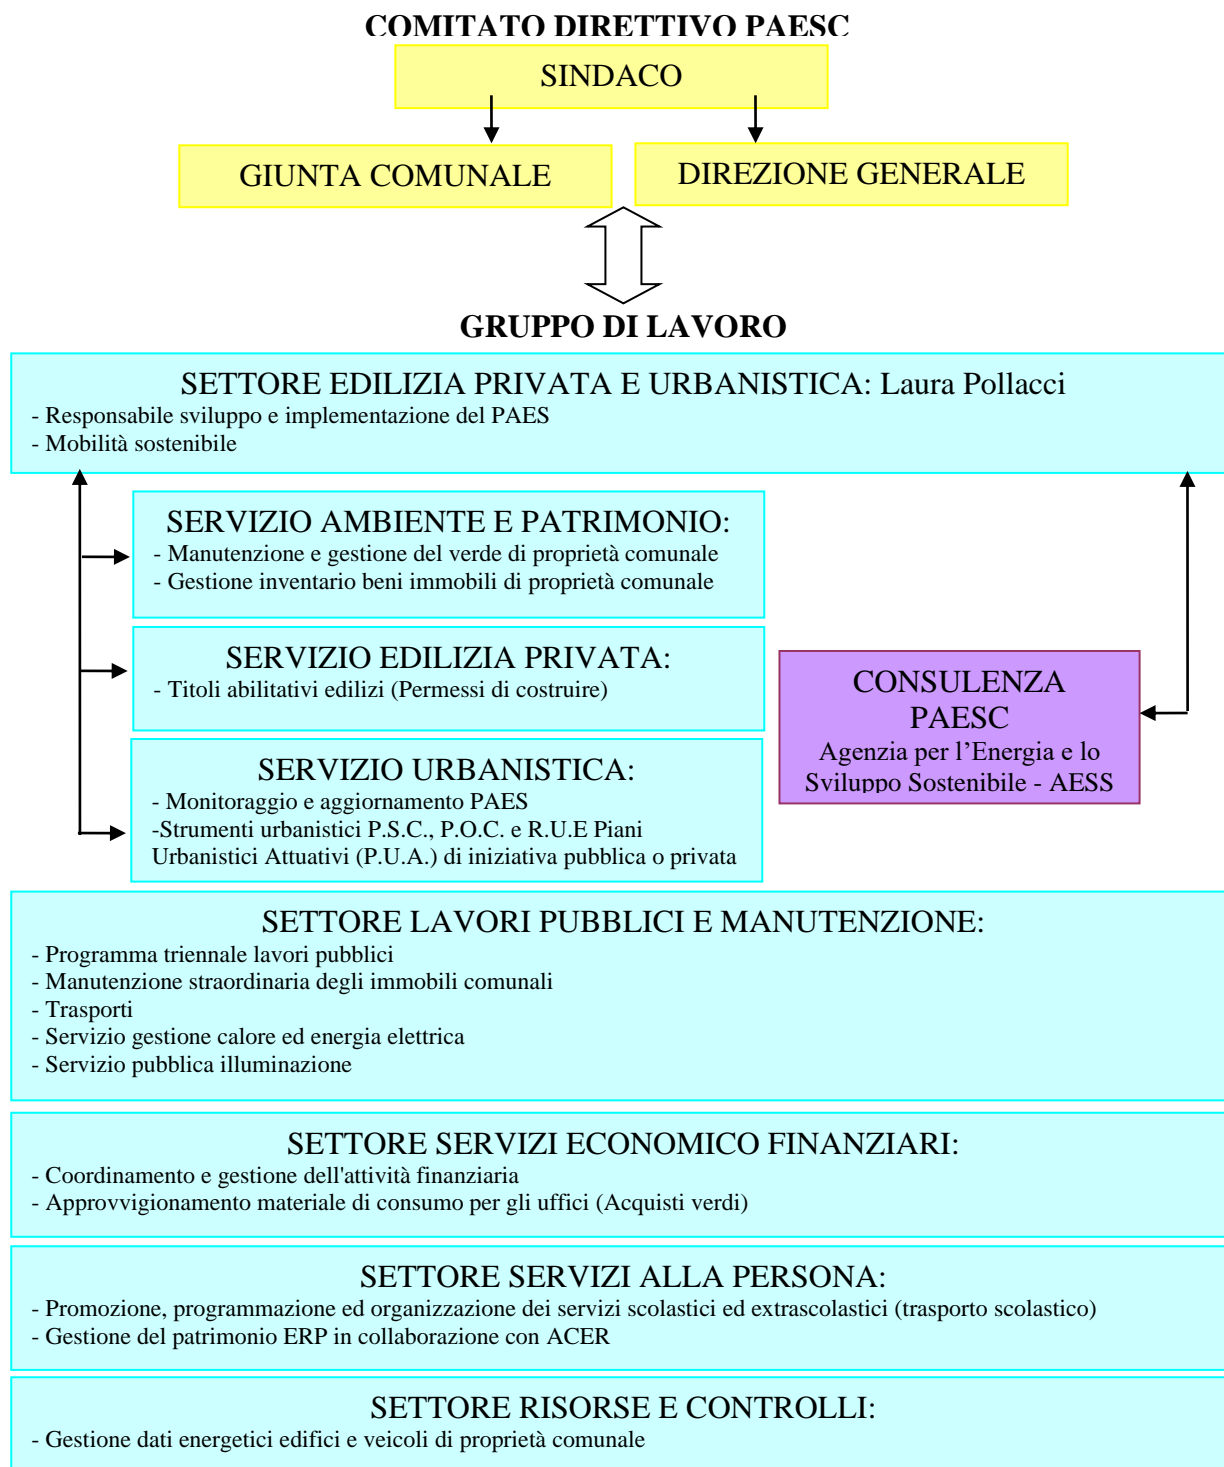 COMITATO DIRETTIVO PAESC
SINDACO
GIUNTA COMUNALE
DIREZIONE GENERALE
GRUPPO DI LAVORO
SETTORE EDILIZIA PRIVATA E URBANISTICA: Laura Pollacci
- Responsabile sviluppo e implementazione del PAES
- Mobilità sostenibile
SERVIZIO AMBIENTE E PATRIMONIO:
- Manutenzione e gestione del verde di proprietà comunale
- Gestione inventario beni immobili di proprietà comunale
SERVIZIO EDILIZIA PRIVATA:
- Titoli abilitativi edilizi (Permessi di costruire)
CONSULENZA
PAESC
Agenzia per l’Energia e lo
Sviluppo Sostenibile - AESS
SERVIZIO URBANISTICA:
- Monitoraggio e aggiornamento PAES
-Strumenti urbanistici P.S.C., P.O.C. e R.U.E Piani
Urbanistici Attuativi (P.U.A.) di iniziativa pubblica o privata
SETTORE LAVORI PUBBLICI E MANUTENZIONE:
- Programma triennale lavori pubblici
- Manutenzione straordinaria degli immobili comunali
- Trasporti
- Servizio gestione calore ed energia elettrica
- Servizio pubblica illuminazione
SETTORE SERVIZI ECONOMICO FINANZIARI:
- Coordinamento e gestione dell'attività finanziaria
- Approvvigionamento materiale di consumo per gli uffici (Acquisti verdi)
SETTORE SERVIZI ALLA PERSONA:
- Promozione, programmazione ed organizzazione dei servizi scolastici ed extrascolastici (trasporto scolastico)
- Gestione del patrimonio ERP in collaborazione con ACER
SETTORE RISORSE E CONTROLLI:
- Gestione dati energetici edifici e veicoli di proprietà comunale